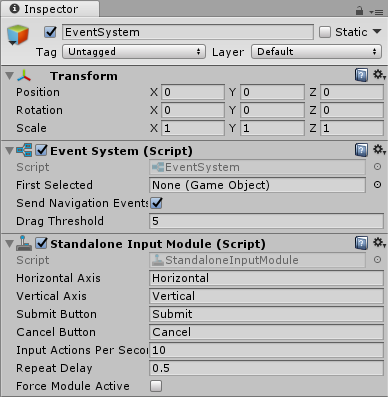 Inspector
EventSystem Static
Tag Untagged Layer Default
Transform
Position X 0 Y 0 Z 0
Rotation X 0 Y 0 Z 0
Scale X 1 Y 1 Z 1
Event System (Script)
Script EventSystem
First Selected None (Game Object)
Send Navigation Events
Drag Threshold 5
Standalone Input Module (Script)
Script StandaloneInputModule
Horizontal Axis Horizontal
Vertical Axis Vertical
Submit Button Submit
Cancel Button Cancel
Input Actions Per Secon 10
Repeat Delay 0.5
Force Module Active